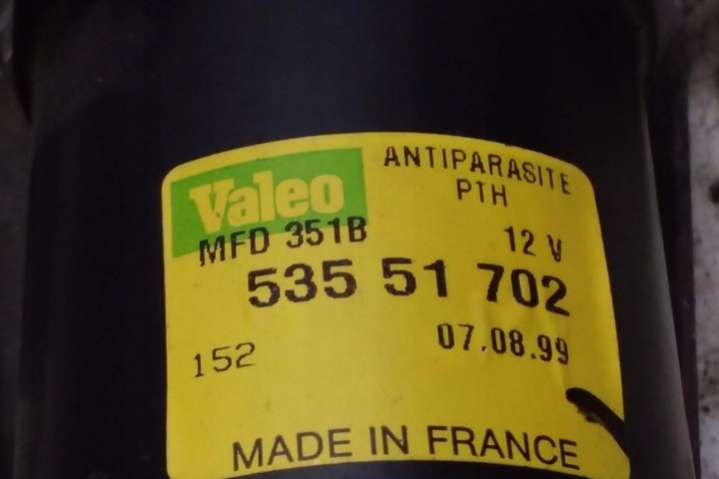 Valeo ANTIPARASITE
PTH
MFD 351B 12 V
535 51 702
152 07.08.99
MADE IN FRANCE